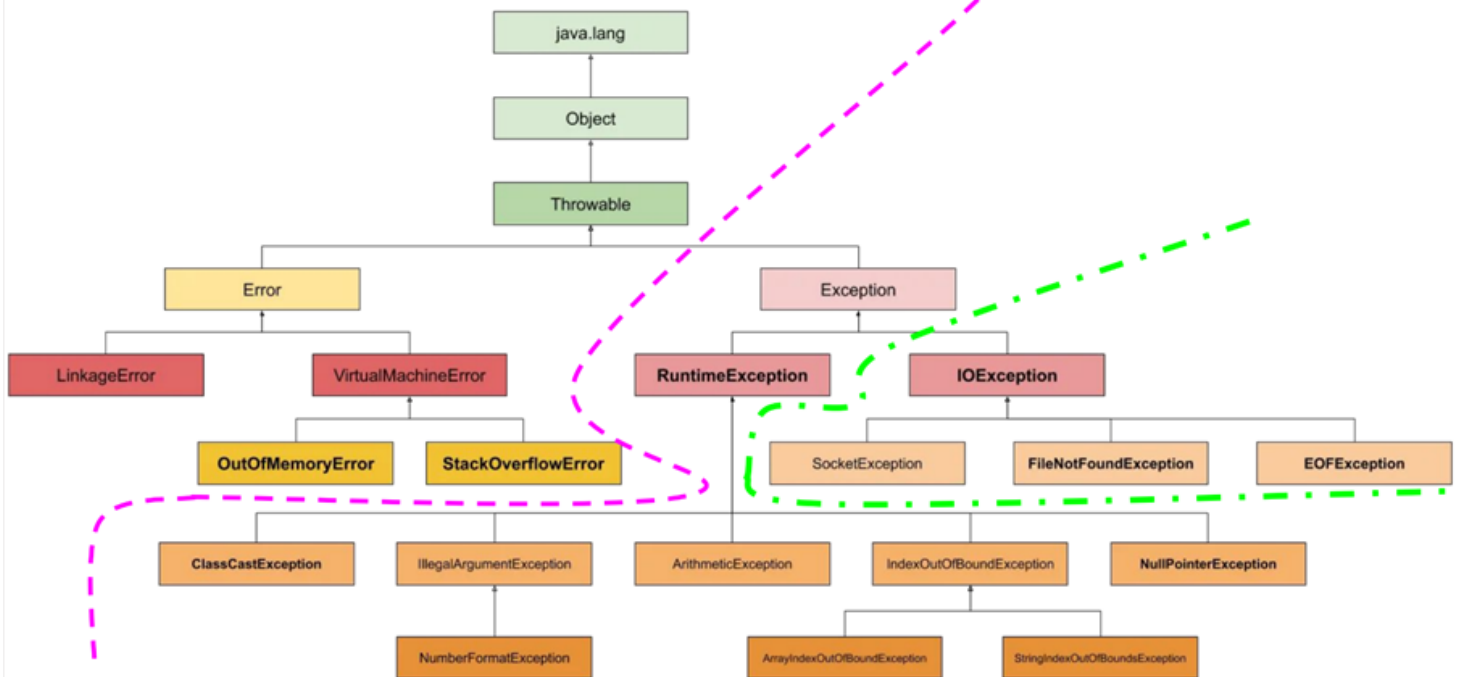 java.lang
Object
Throwable
Error
Exception
LinkageError
VirtualMachineError
RuntimeException
IOException
OutOfMemoryError
StackOverflowError
SocketException
FileNotFoundException
EOFException
ClassCastException
IllegalArgumentException
ArithmeticException
IndexOutOfBoundException
NullPointerException
NumberFormatException
ArrayIndexOutOfBoundException
StringIndexOutOfBoundsException